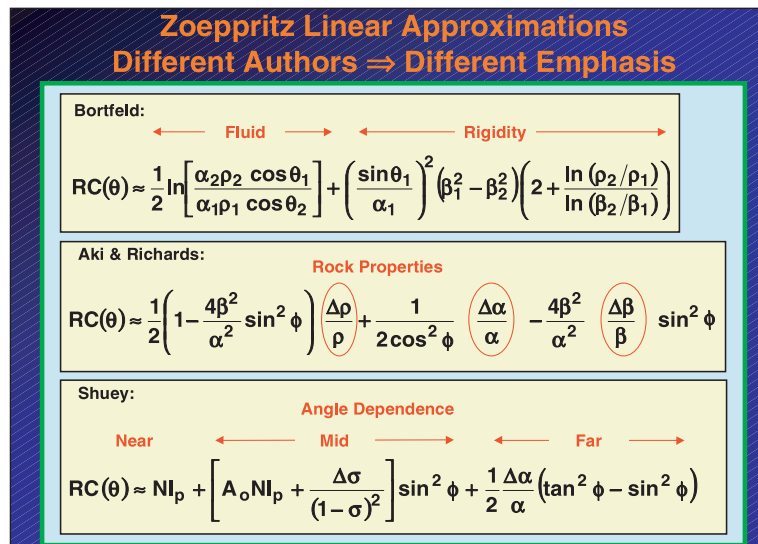 Zoeppritz Linear Approximations
Different Authors ⇒ Different Emphasis
Bortfeld:
Fluid Rigidity
RC(θ) ≈ 1/2 ln[α₂ρ₂ cosθ₁ / α₁ρ₁ cosθ₂] + (sinθ₁ / α₁)² (β₁² − β₂²)(2 + ln (ρ₂/ρ₁) / ln (β₂/β₁))
Aki & Richards:
Rock Properties
RC(θ) ≈ 1/2 (1 − 4β²/α² sin² ϕ) Δρ/ρ + 1/(2cos² ϕ) Δα/α − 4β²/α² Δβ/β sin² ϕ
Shuey:
Angle Dependence
Near Mid Far
RC(θ) ≈ NIₚ + [AₒNIₚ + Δσ/(1 − σ)²] sin² ϕ + 1/2 Δα/α (tan² ϕ − sin² ϕ)